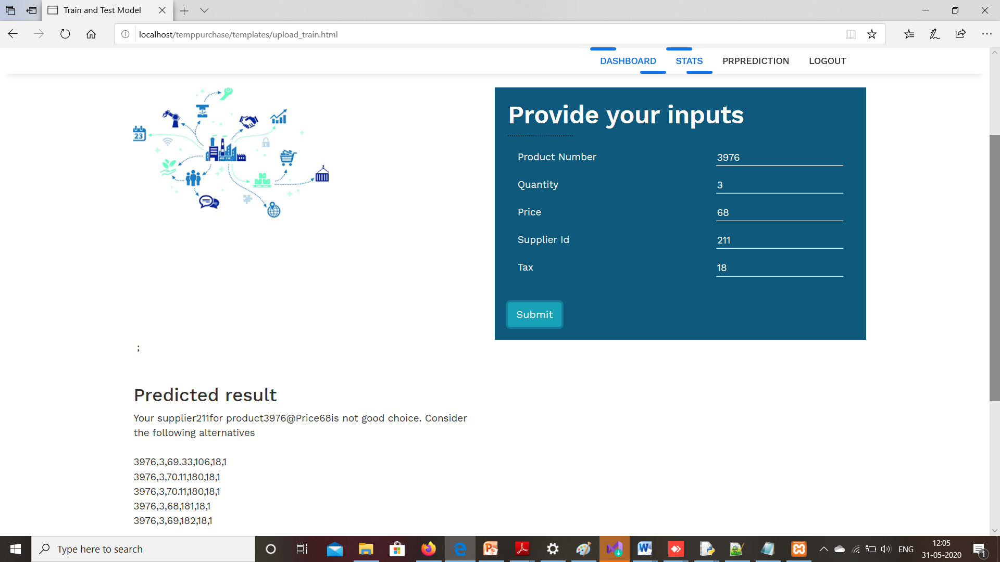 Train and Test Model
localhost/temppurchase/templates/upload_train.html
DASHBOARD STATS PRPREDICTION LOGOUT
23
Provide your inputs
Product Number 3976
Quantity 3
Price 68
Supplier Id 211
Tax 18
Submit
;
Predicted result
Your supplier211for product3976@Price68is not good choice. Consider
the following alternatives
3976,3,69.33,106,18,1
3976,3,70.11,180,18,1
3976,3,70.11,180,18,1
3976,3,68,181,18,1
3976,3,69,182,18,1
Type here to search
ENG
12:05
31-05-2020
1